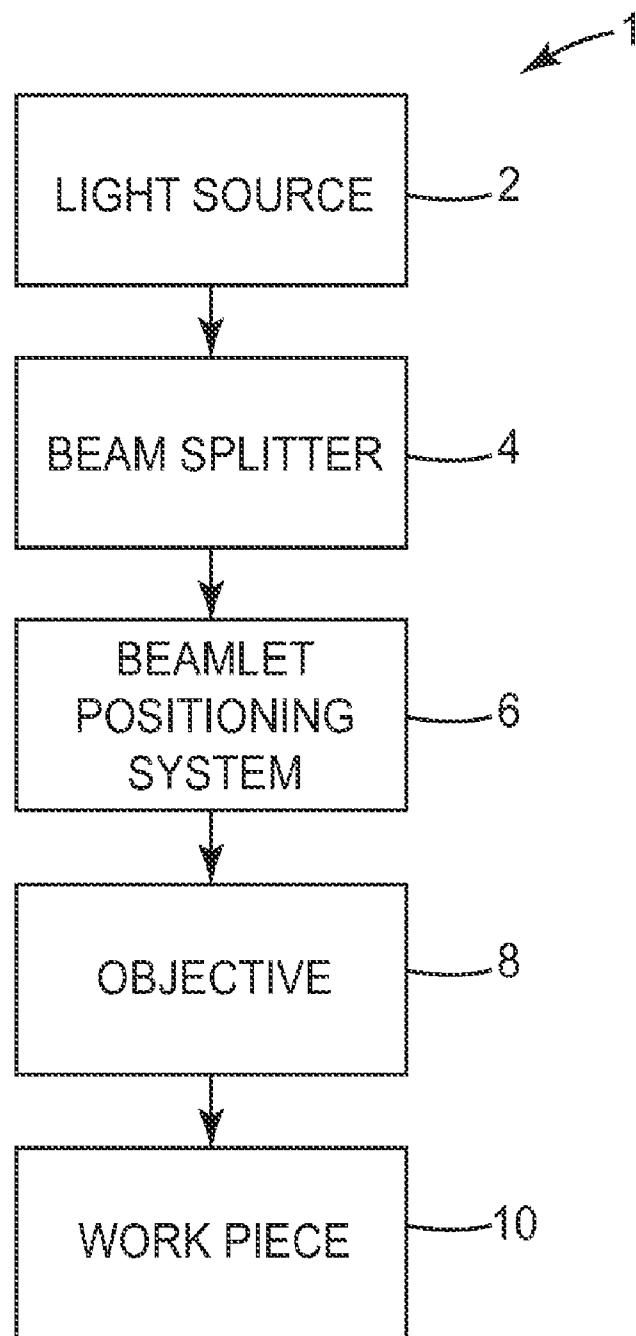 1
LIGHT SOURCE
2
BEAM SPLITTER
4
BEAMLET
POSITIONING
SYSTEM
6
OBJECTIVE
8
WORK PIECE
10